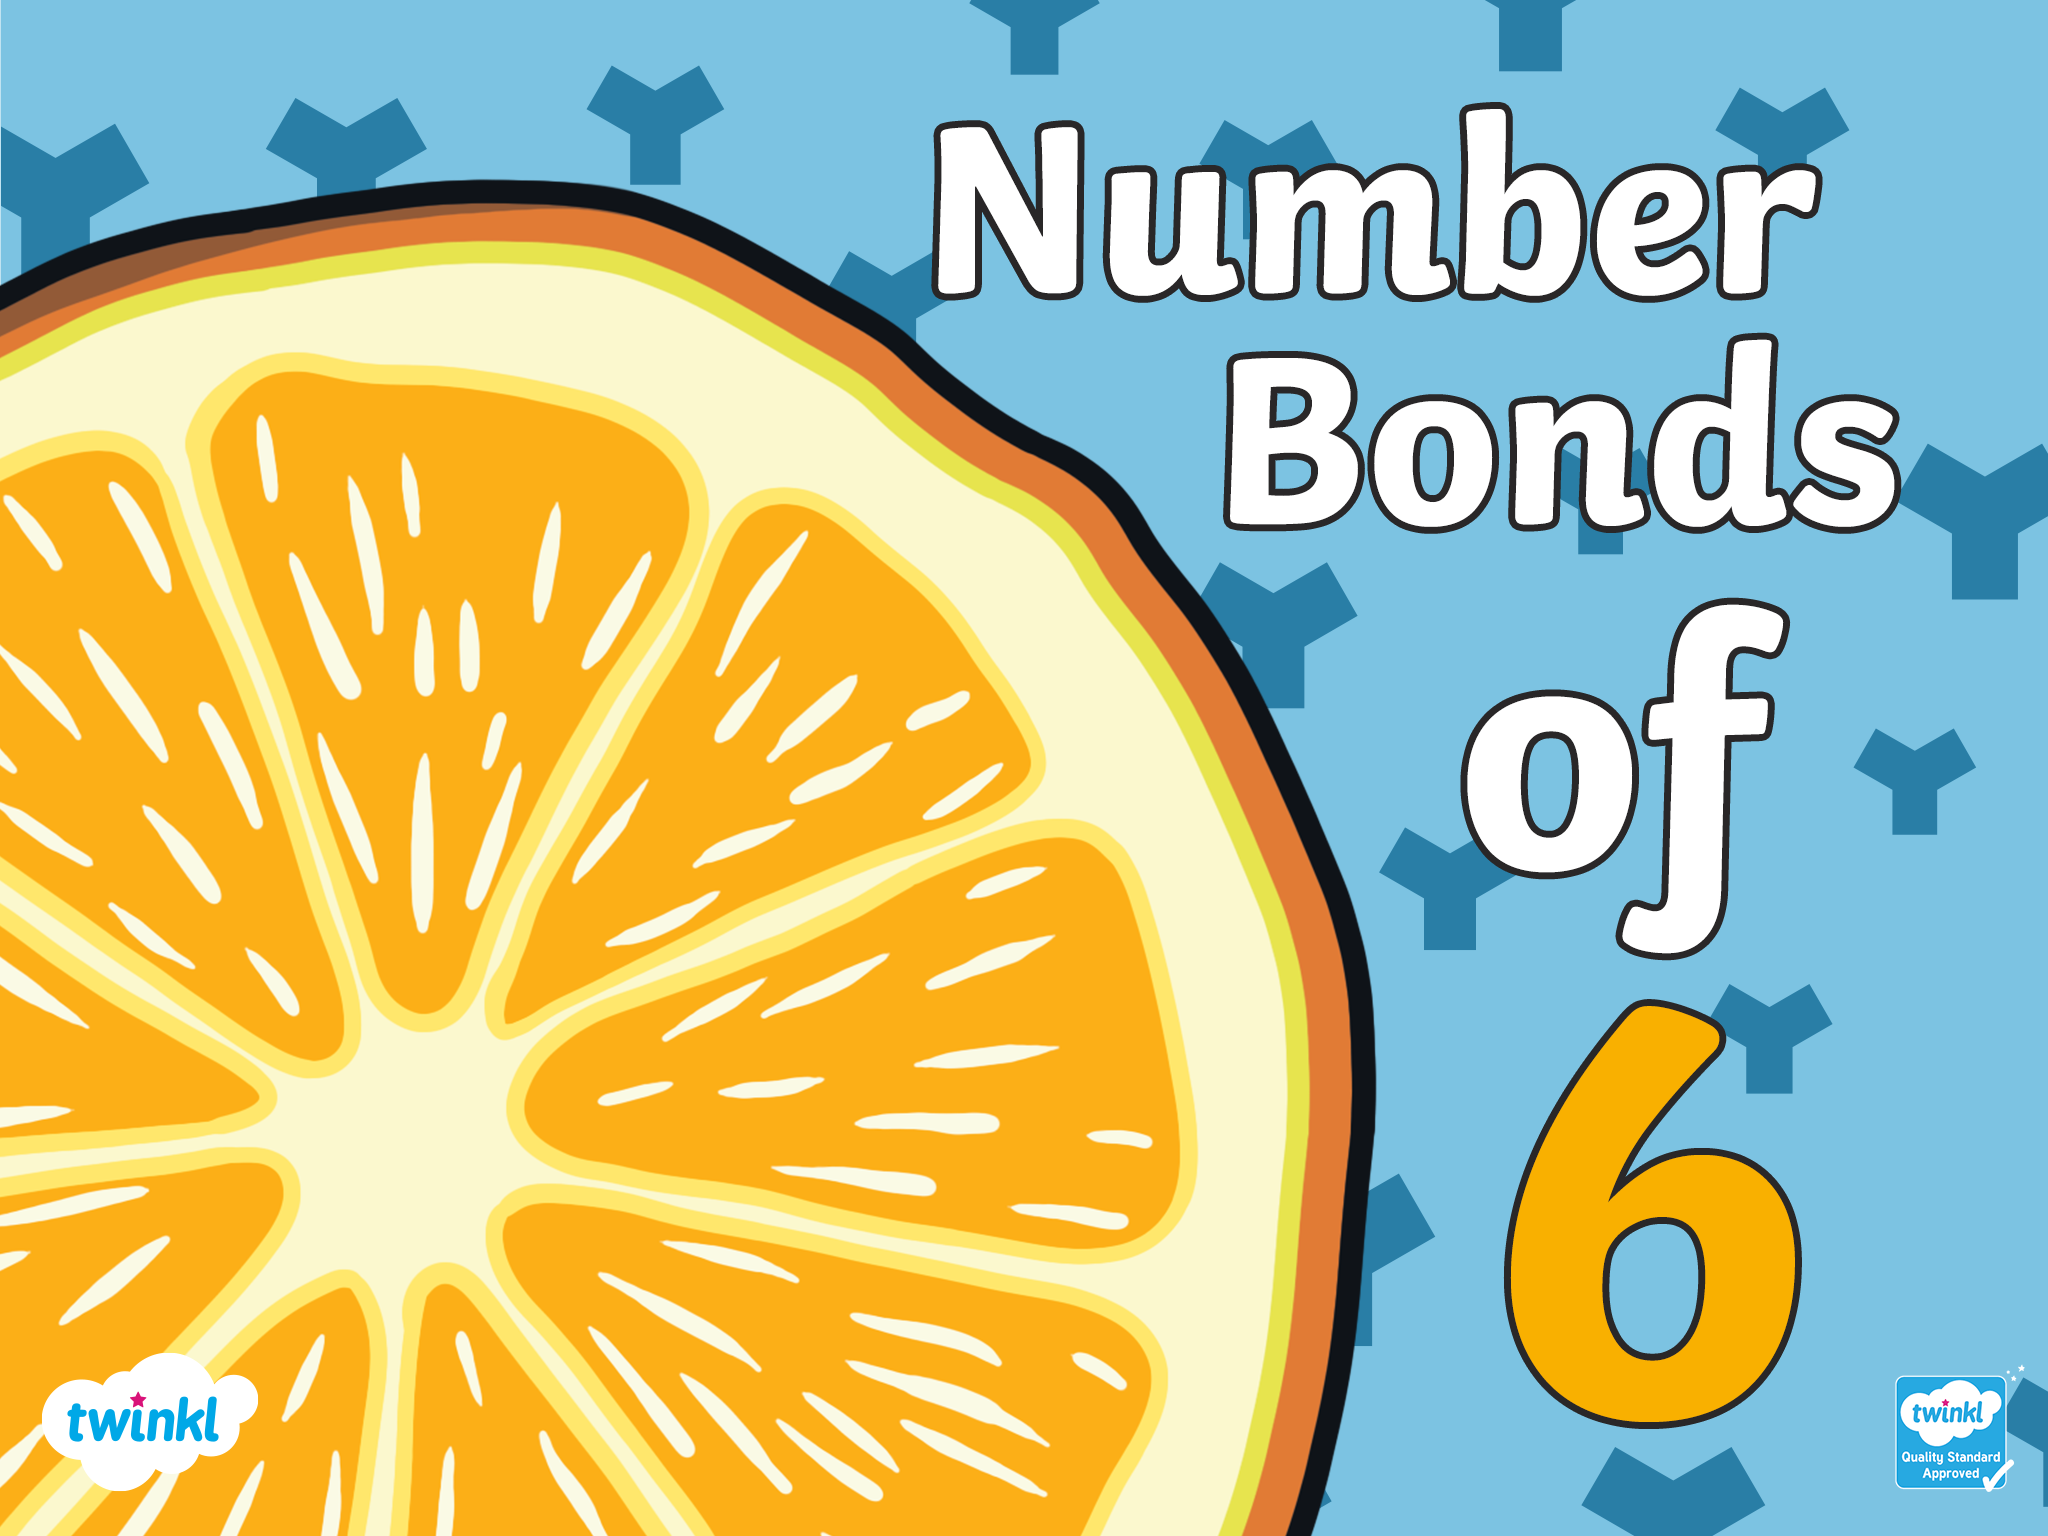 Number
Bonds
of
6
twinkl
twinkl
Quality Standard
Approved